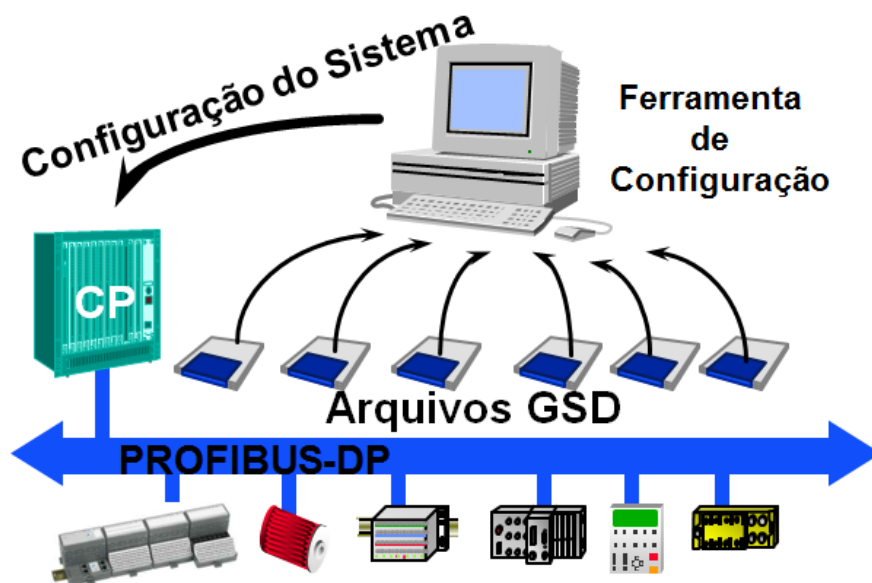 Configuração do Sistema
Ferramenta
de
Configuração
CP
Arquivos GSD
PROFIBUS-DP